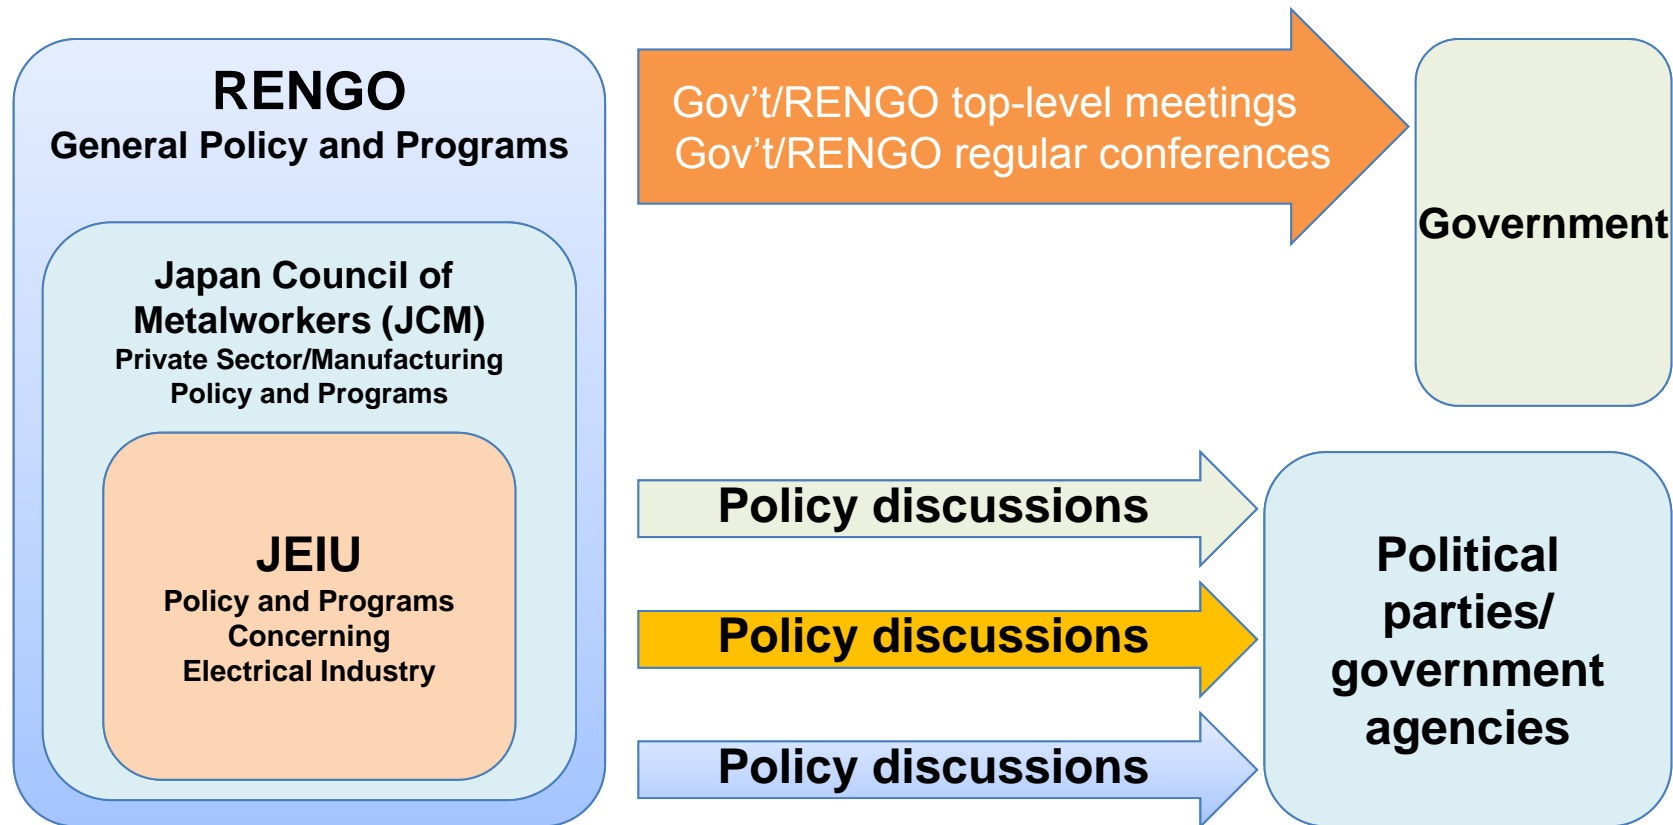 RENGO
General Policy and Programs
Japan Council of
Metalworkers (JCM)
Private Sector/Manufacturing
Policy and Programs
JEIU
Policy and Programs
Concerning
Electrical Industry
Gov’t/RENGO top-level meetings
Gov’t/RENGO regular conferences
Government
Policy discussions
Policy discussions
Policy discussions
Political
parties/
government
agencies